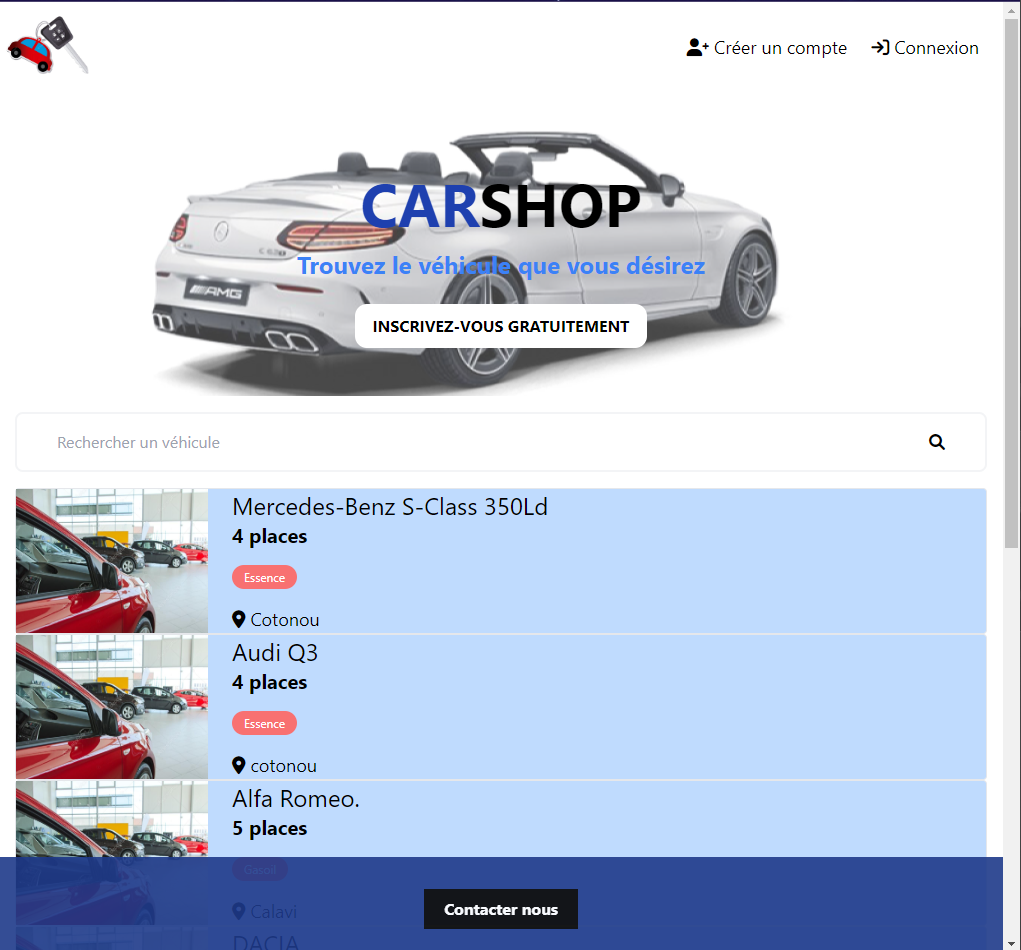 Créer un compte
Connexion
CARSHOP
Trouvez le véhicule que vous désirez
AMG
INSCRIVEZ-VOUS GRATUITEMENT
Rechercher un véhicule
Mercedes-Benz S-Class 350Ld
4 places
Essence
Cotonou
Audi Q3
4 places
Essence
cotonou
Alfa Romeo.
5 places
Gasoil
Calavi
Contacter nous
DACIA